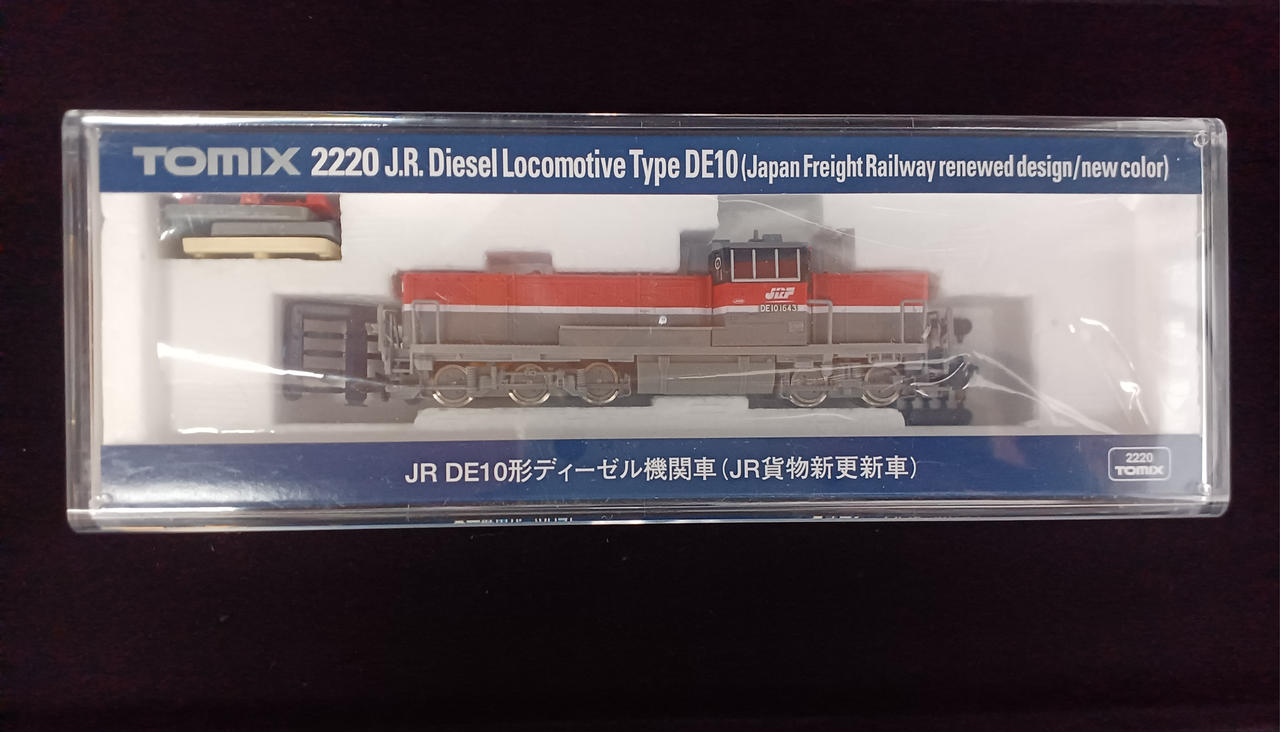 TOMIX 2220 J.R. Diesel Locomotive Type DE10 (Japan Freight Railway renewed design/new color)
JRF
DE10 1643
JR DE10形ディーゼル機関車(JR貨物新更新車)
2220
TOMIX